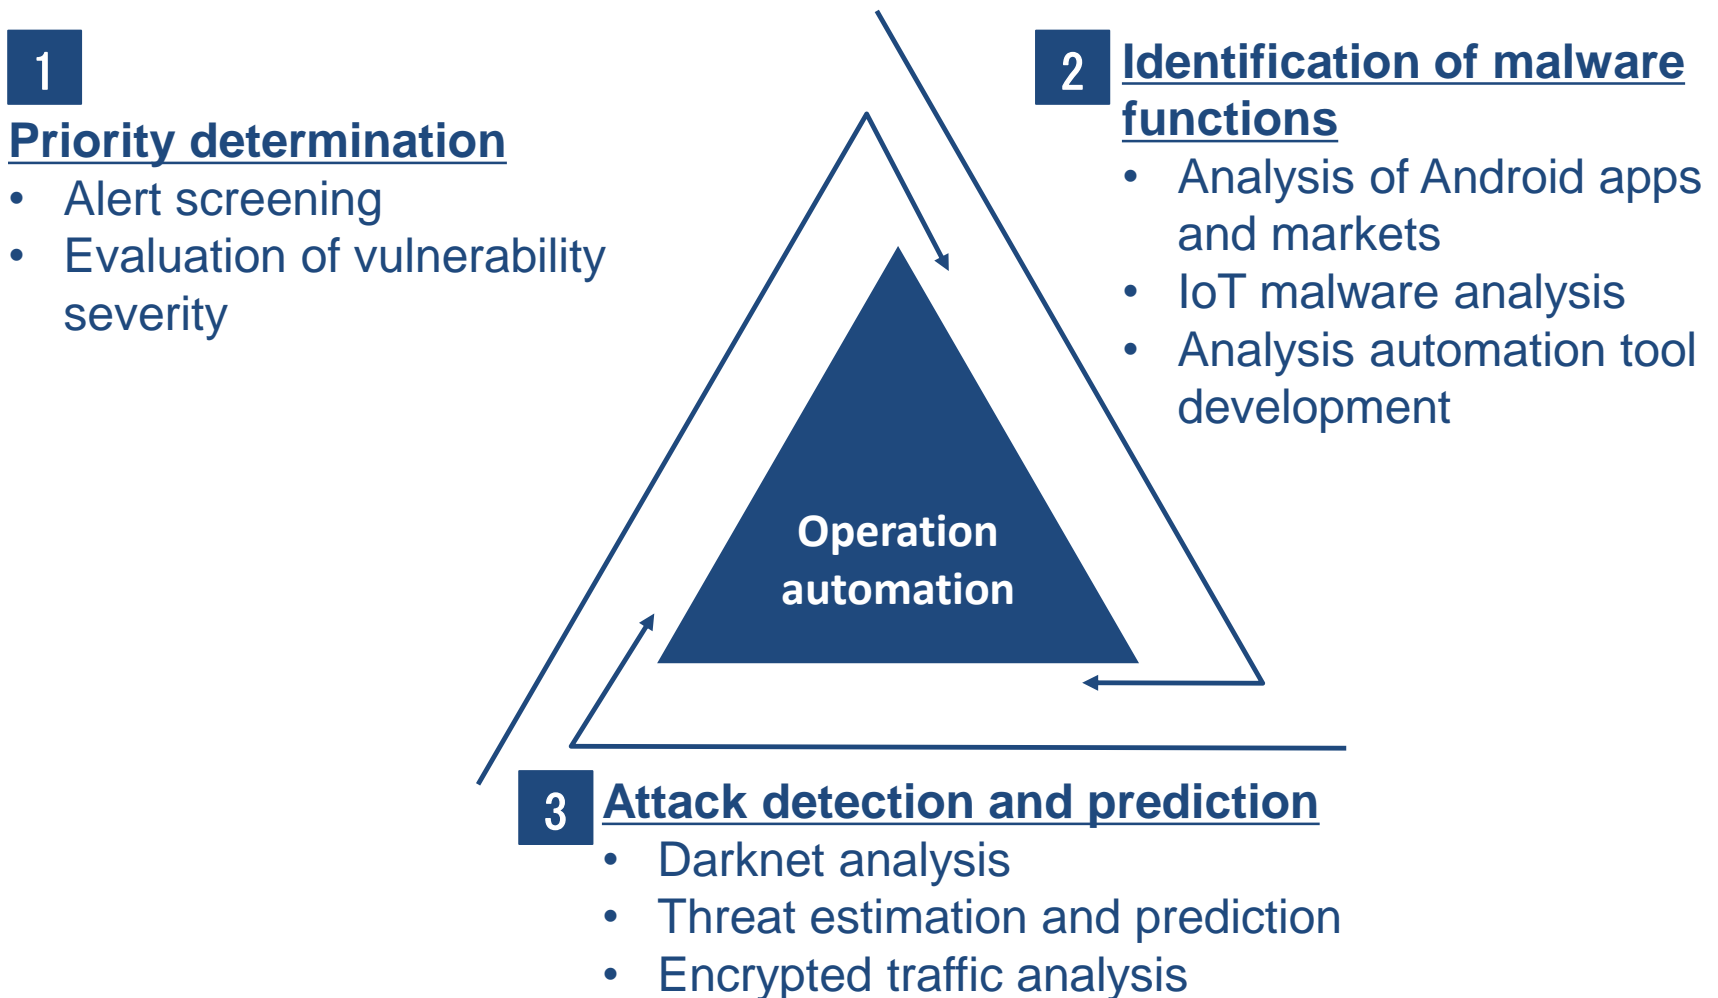 1
Priority determination
• Alert screening
• Evaluation of vulnerability
severity
2
Identification of malware
functions
• Analysis of Android apps
and markets
• IoT malware analysis
• Analysis automation tool
development
Operation
automation
3
Attack detection and prediction
• Darknet analysis
• Threat estimation and prediction
• Encrypted traffic analysis